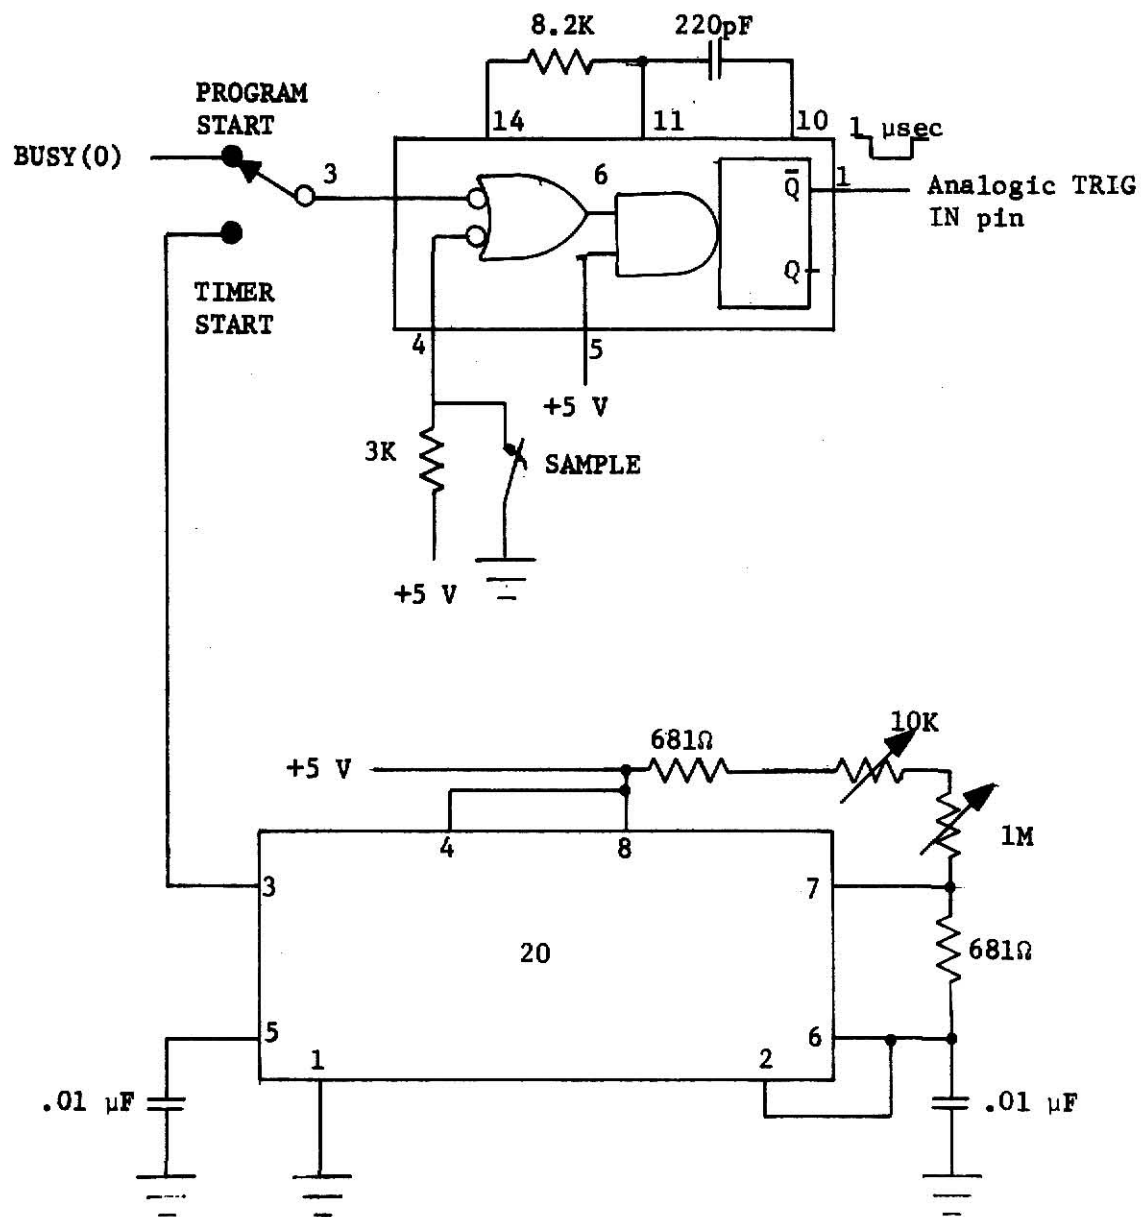 8.2K
220pF
PROGRAM
START
BUSY(0)
14
11
10
1 μsec
3
6
Q̅
1
Analogic TRIG
IN pin
Q
TIMER
START
4
5
+5 V
3K
SAMPLE
+5 V
10K
681Ω
+5 V
4
8
1M
3
7
20
681Ω
5
6
1
2
.01 μF
.01 μF